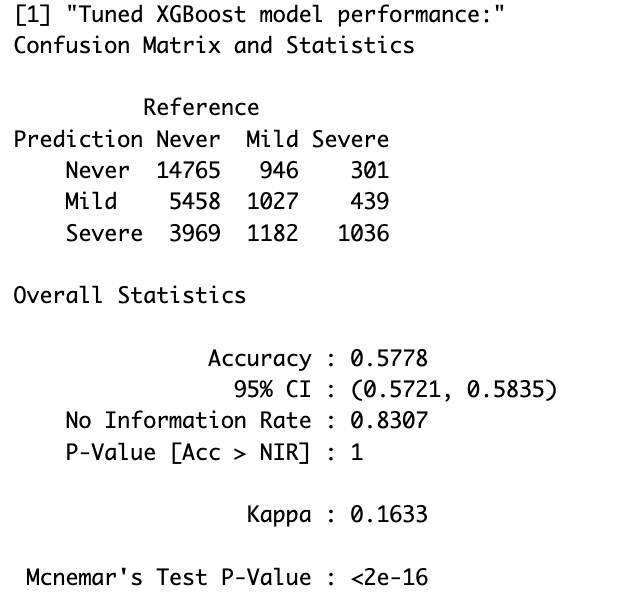 [1] "Tuned XGBoost model performance:"
Confusion Matrix and Statistics
Reference
Prediction Never Mild Severe
Never 14765 946 301
Mild 5458 1027 439
Severe 3969 1182 1036
Overall Statistics
Accuracy : 0.5778
95% CI : (0.5721, 0.5835)
No Information Rate : 0.8307
P-Value [Acc > NIR] : 1
Kappa : 0.1633
Mcnemar's Test P-Value : <2e-16